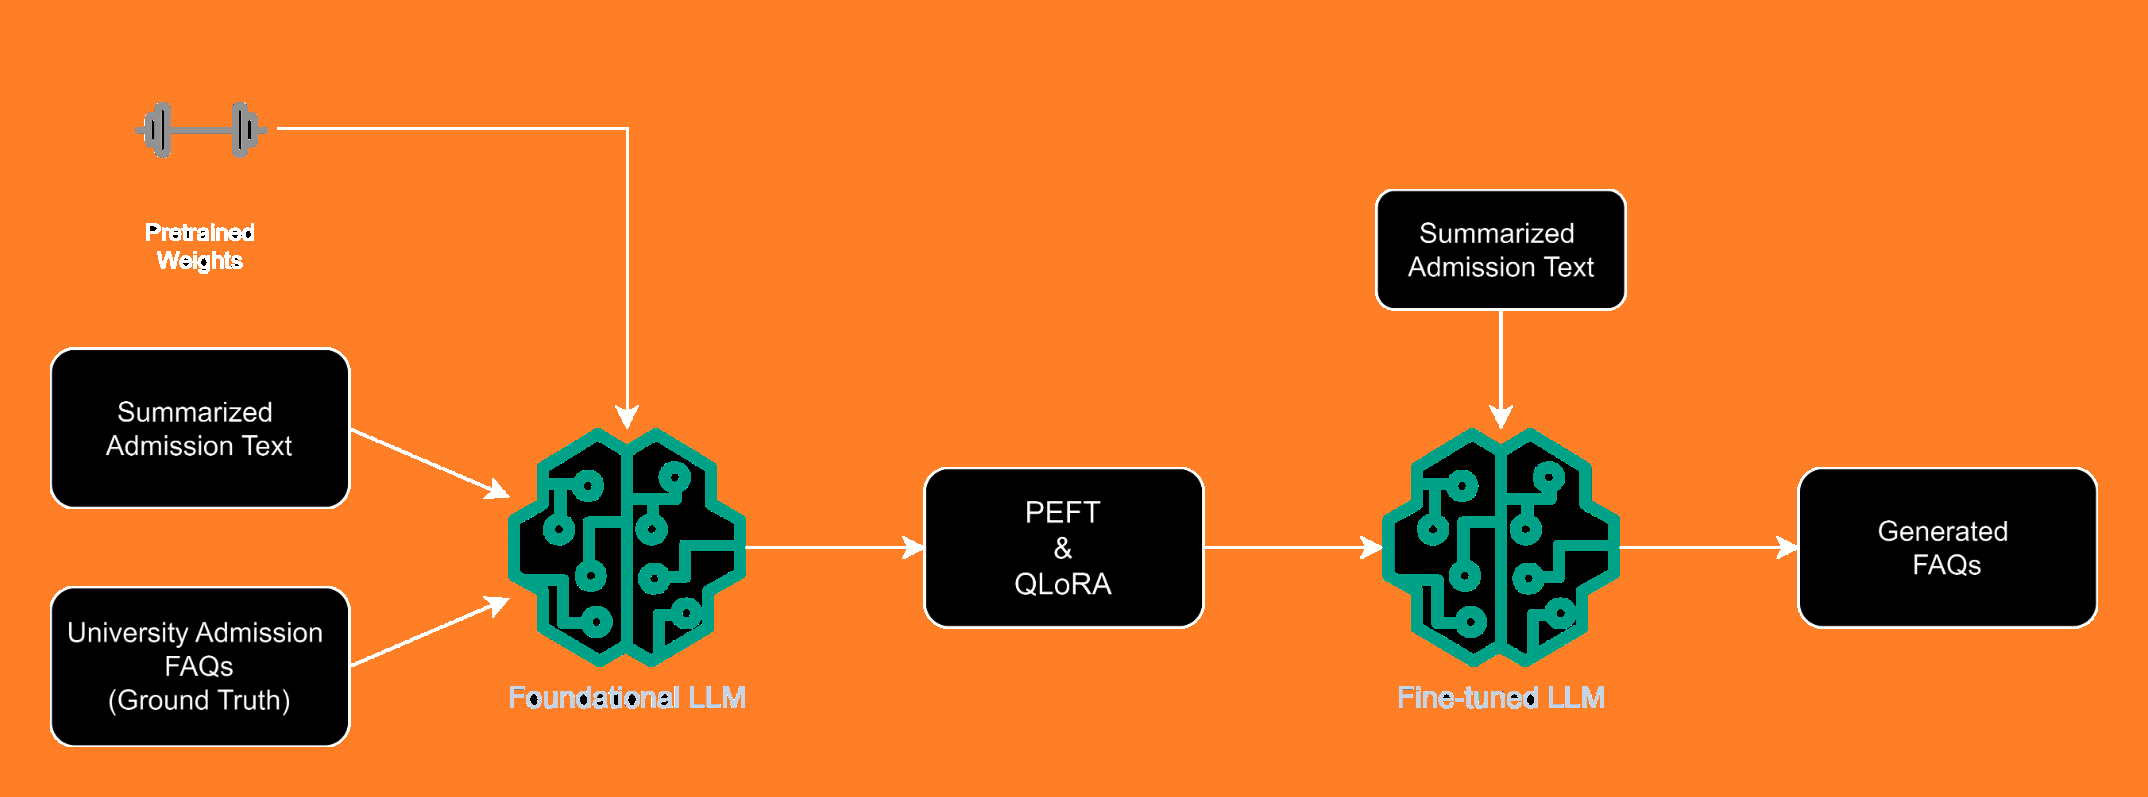 Pretrained
Weights
Summarized
Admission Text
University Admission
FAQs
(Ground Truth)
Foundational LLM
PEFT
&
QLoRA
Summarized
Admission Text
Fine-tuned LLM
Generated
FAQs